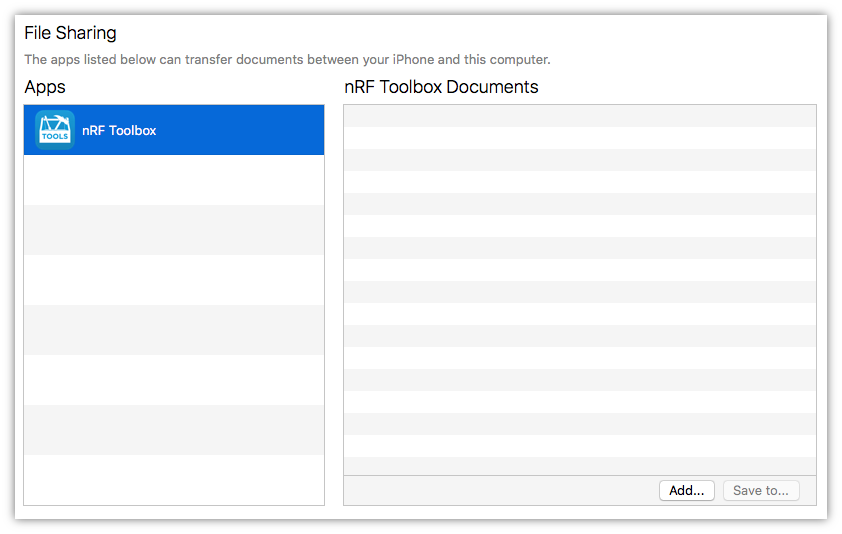 File Sharing
The apps listed below can transfer documents between your iPhone and this computer.
Apps
nRF Toolbox Documents
TOOLS
nRF Toolbox
Add...
Save to...